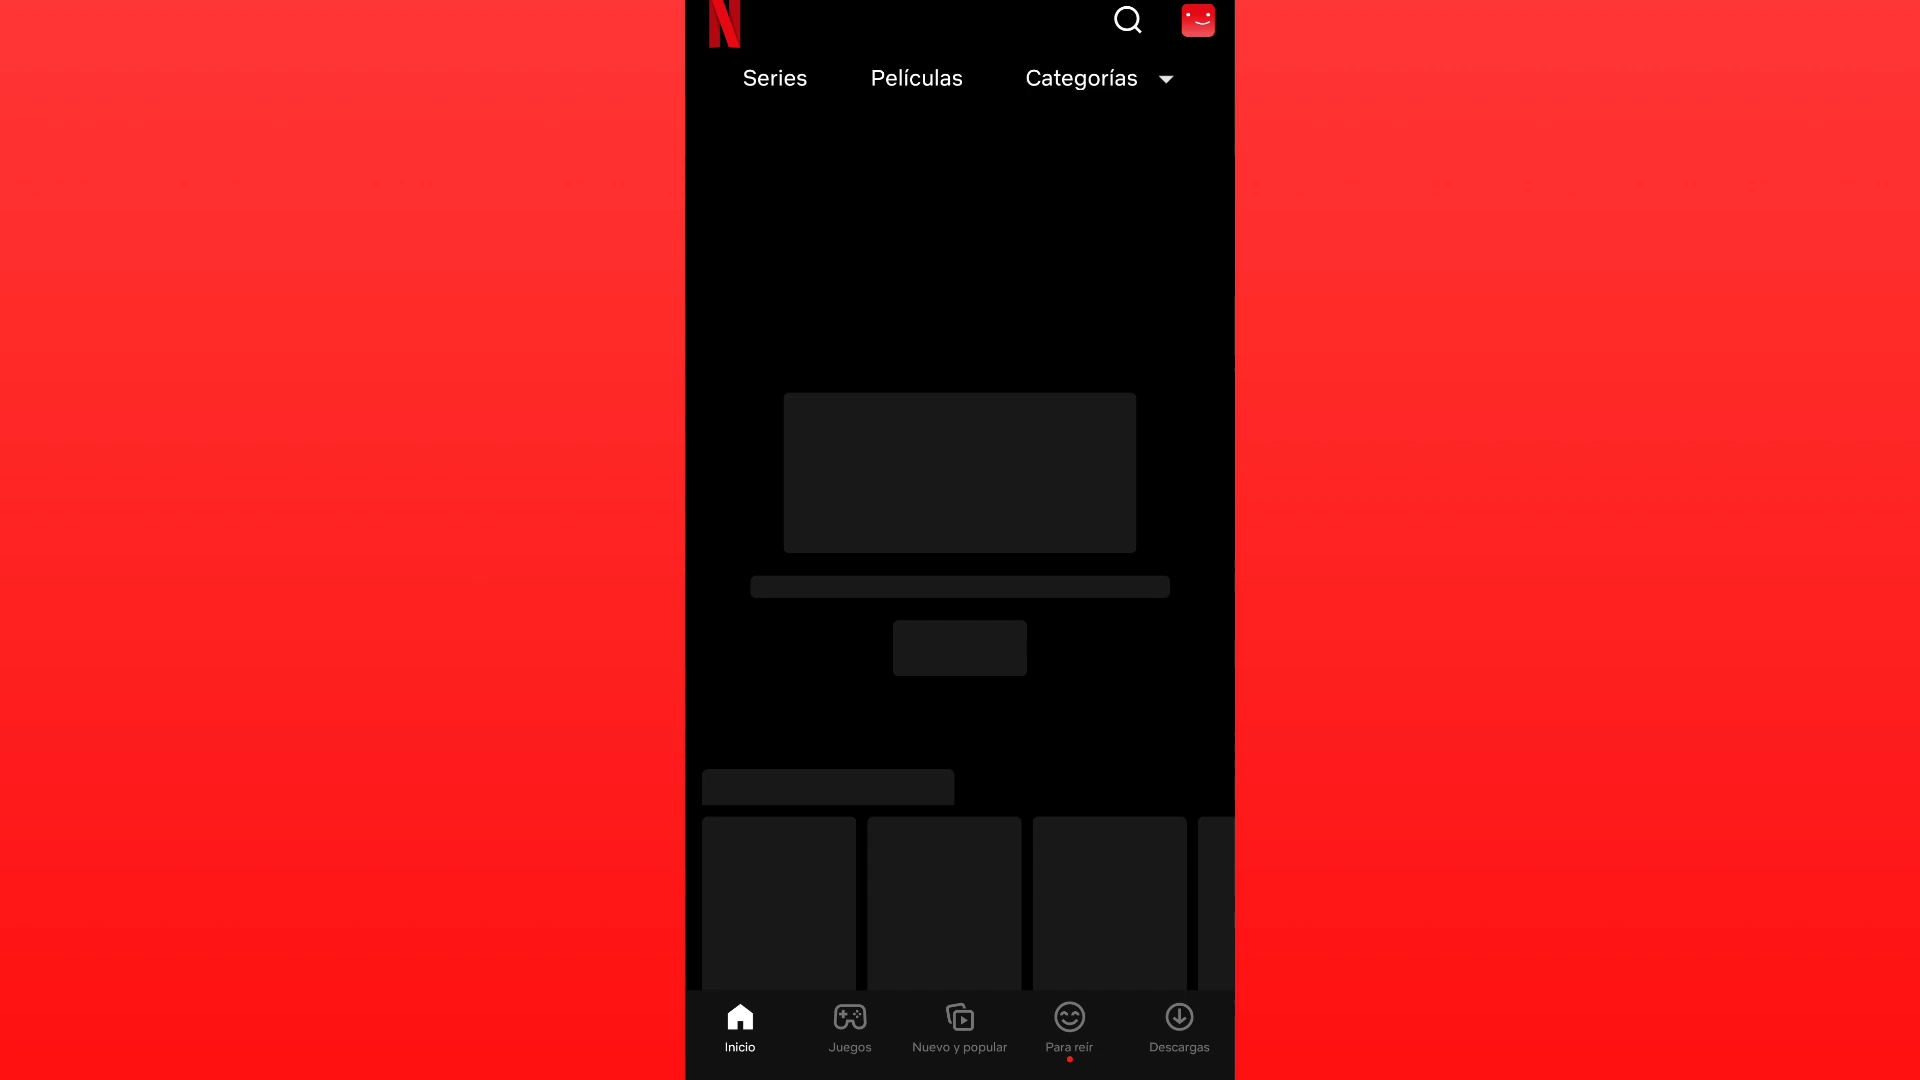 N
Series Películas Categorías
Inicio Juegos Nuevo y popular Para reír Descargas